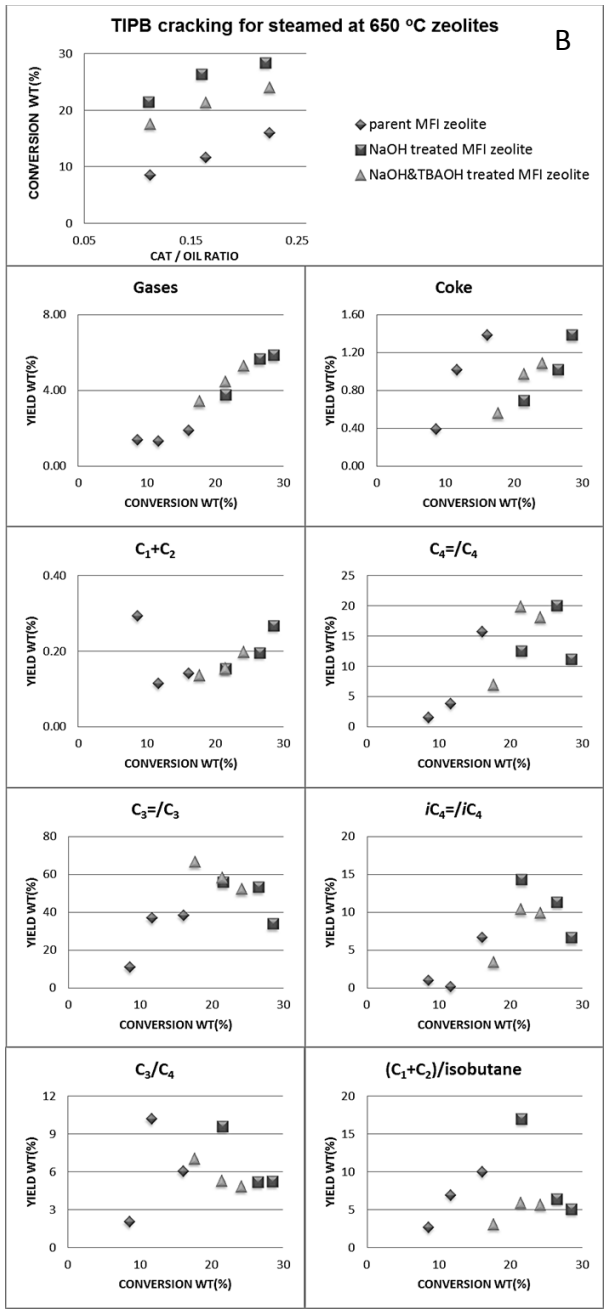 TIPB cracking for steamed at 650 °C zeolites
B
CONVERSION WT(%)
30
20
10
0
0.05
0.15
0.25
CAT / OIL RATIO
parent MFI zeolite
NaOH treated MFI zeolite
NaOH&TBAOH treated MFI zeolite
Gases
YIELD WT(%)
8.00
4.00
0.00
0
10
20
30
CONVERSION WT(%)
Coke
YIELD WT(%)
1.60
1.20
0.80
0.40
0.00
0
10
20
30
CONVERSION WT(%)
C₁+C₂
YIELD WT(%)
0.40
0.20
0.00
0
10
20
30
CONVERSION WT(%)
C₄=/C₄
YIELD WT(%)
25
20
15
10
5
0
0
10
20
30
CONVERSION WT(%)
C₃=/C₃
YIELD WT(%)
80
60
40
20
0
0
10
20
30
CONVERSION WT(%)
iC₄=/iC₄
YIELD WT(%)
20
15
10
5
0
0
10
20
30
CONVERSION WT(%)
C₃/C₄
YIELD WT(%)
12
9
6
3
0
0
10
20
30
CONVERSION WT(%)
(C₁+C₂)/isobutane
YIELD WT(%)
20
15
10
5
0
0
10
20
30
CONVERSION WT(%)